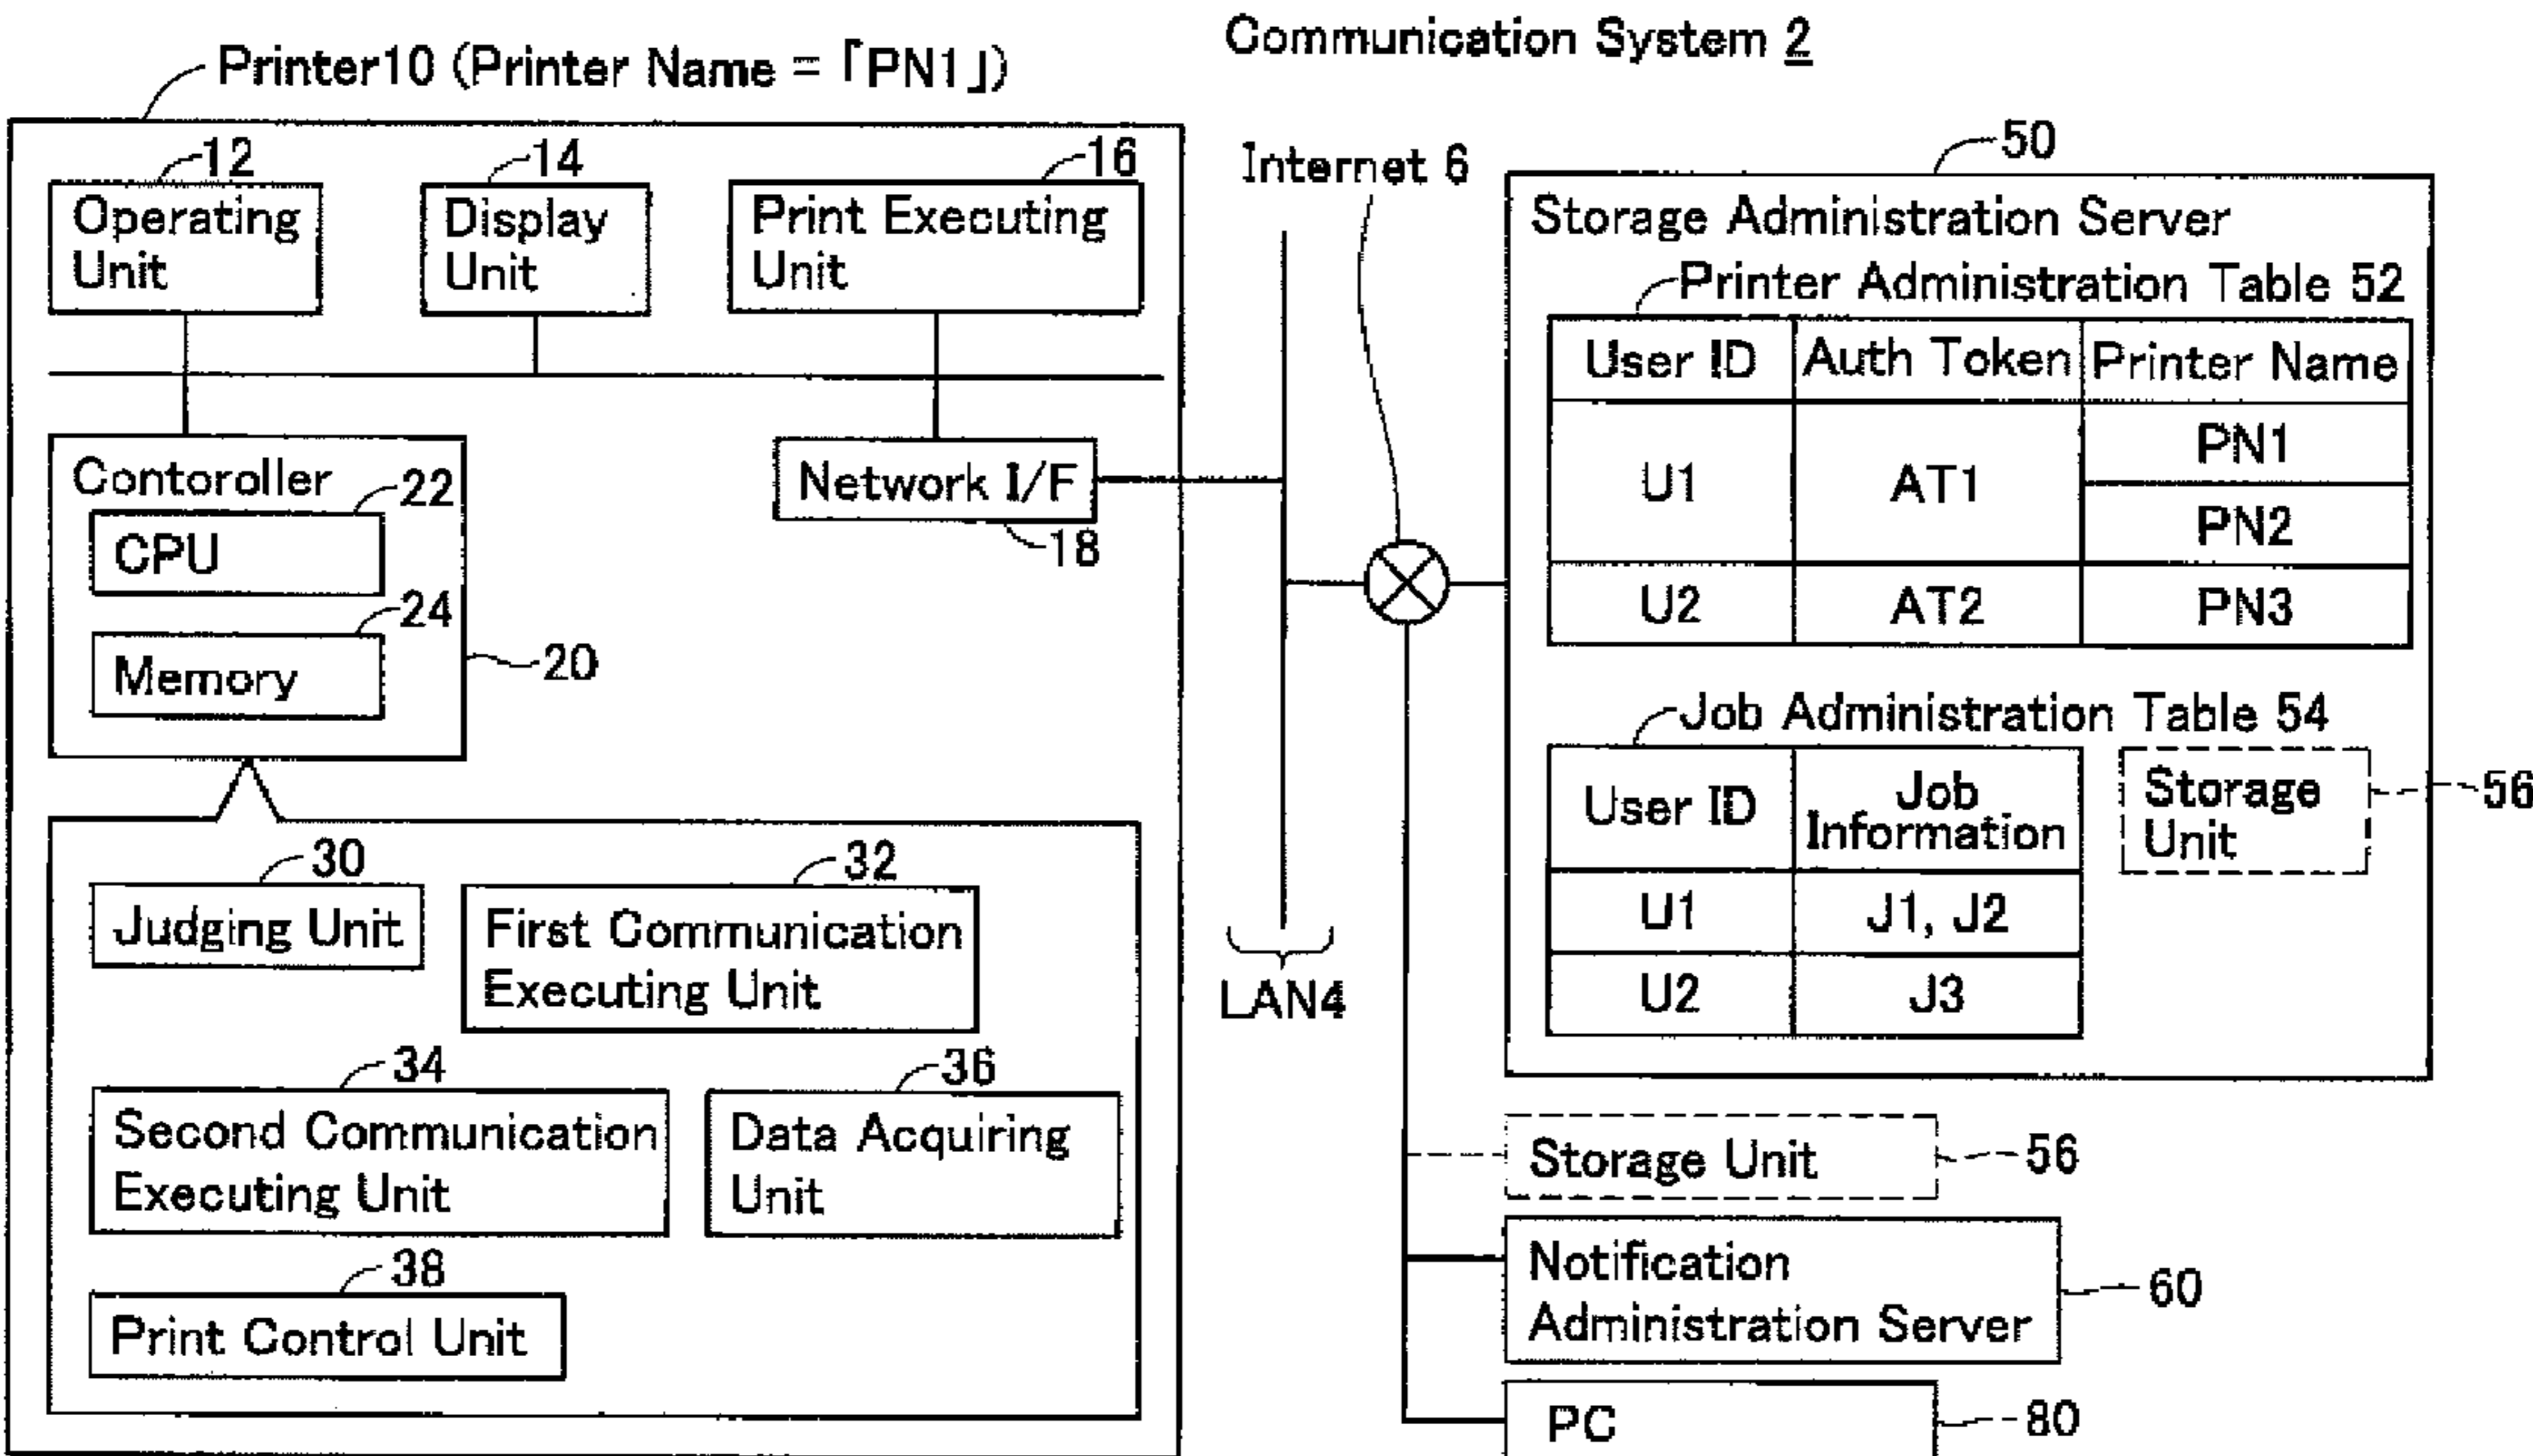 Communication System 2
Printer10 (Printer Name =「PN1」)
12
Operating
Unit
14
Display
Unit
16
Print Executing
Unit
Contoroller
22
CPU
24
Memory
20
Network I/F
18
30
Judging Unit
32
First Communication
Executing Unit
34
Second Communication
Executing Unit
36
Data Acquiring
Unit
38
Print Control Unit
Internet 6
LAN4
50
Storage Administration Server
Printer Administration Table 52
User ID Auth Token Printer Name
U1 AT1 PN1
PN2
U2 AT2 PN3
Job Administration Table 54
User ID Job
Information
U1 J1, J2
U2 J3
Storage
Unit
56
Storage Unit
56
Notification
Administration Server
60
PC
80